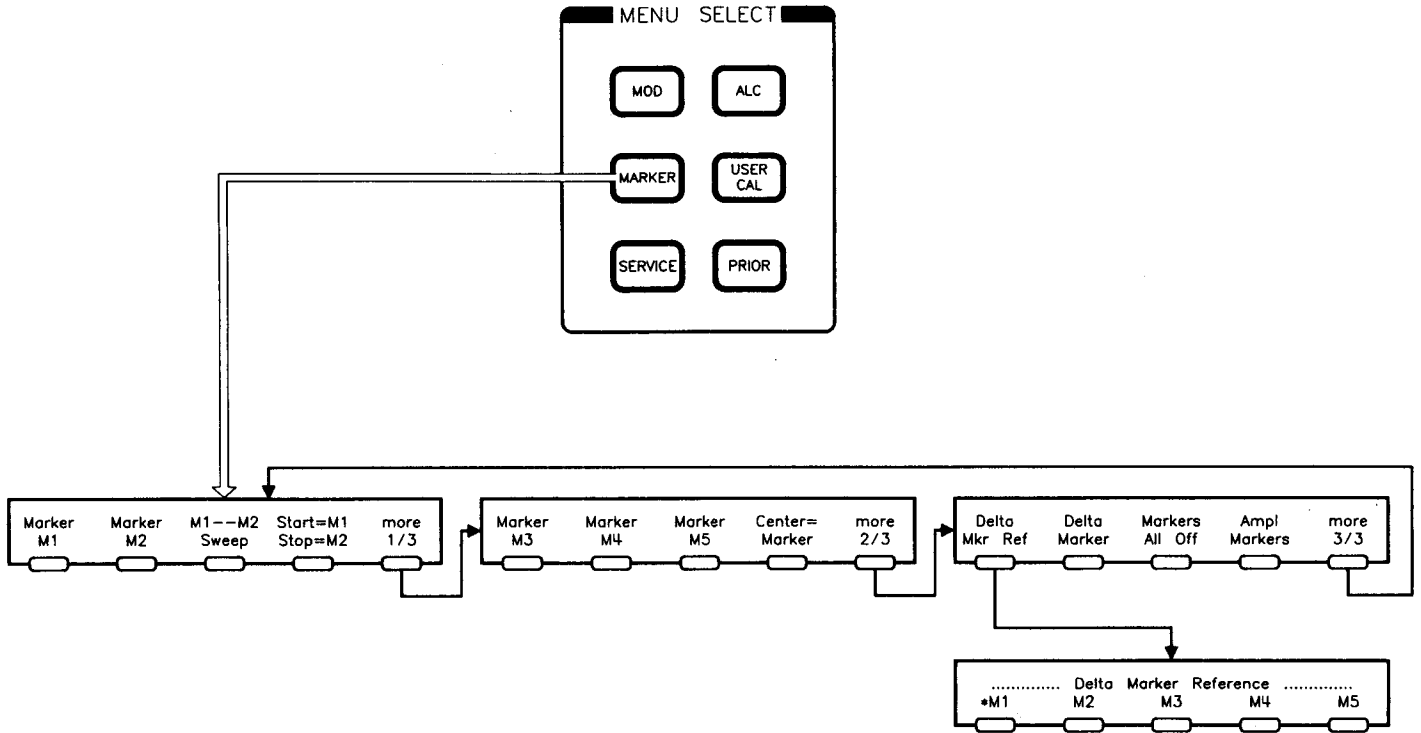 MENU SELECT
MOD
ALC
MARKER
USER
CAL
SERVICE
PRIOR
Marker
M1
Marker
M2
M1--M2
Sweep
Start=M1
Stop=M2
more
1/3
Marker
M3
Marker
M4
Marker
M5
Center=
Marker
more
2/3
Delta
Mkr Ref
Delta
Marker
Markers
All Off
Ampl
Markers
more
3/3
.............. Delta Marker Reference ..............
*M1 M2 M3 M4 M5